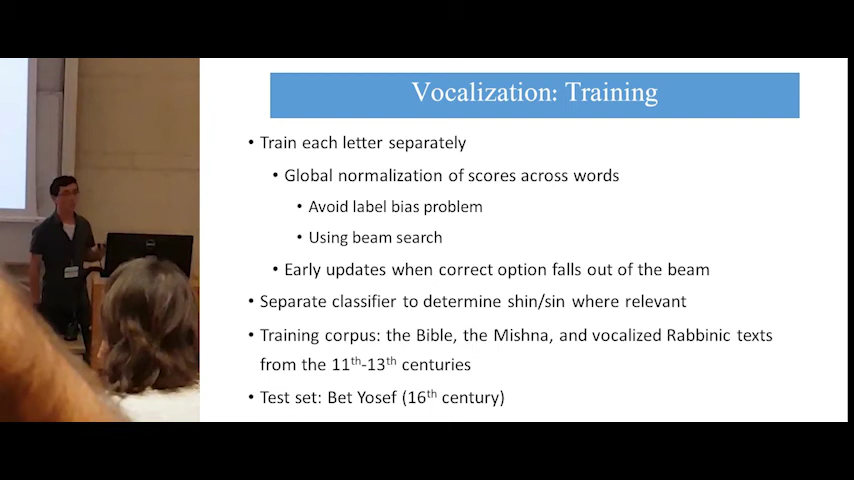 Vocalization: Training
• Train each letter separately
• Global normalization of scores across words
• Avoid label bias problem
• Using beam search
• Early updates when correct option falls out of the beam
• Separate classifier to determine shin/sin where relevant
• Training corpus: the Bible, the Mishna, and vocalized Rabbinic texts
from the 11th-13th centuries
• Test set: Bet Yosef (16th century)